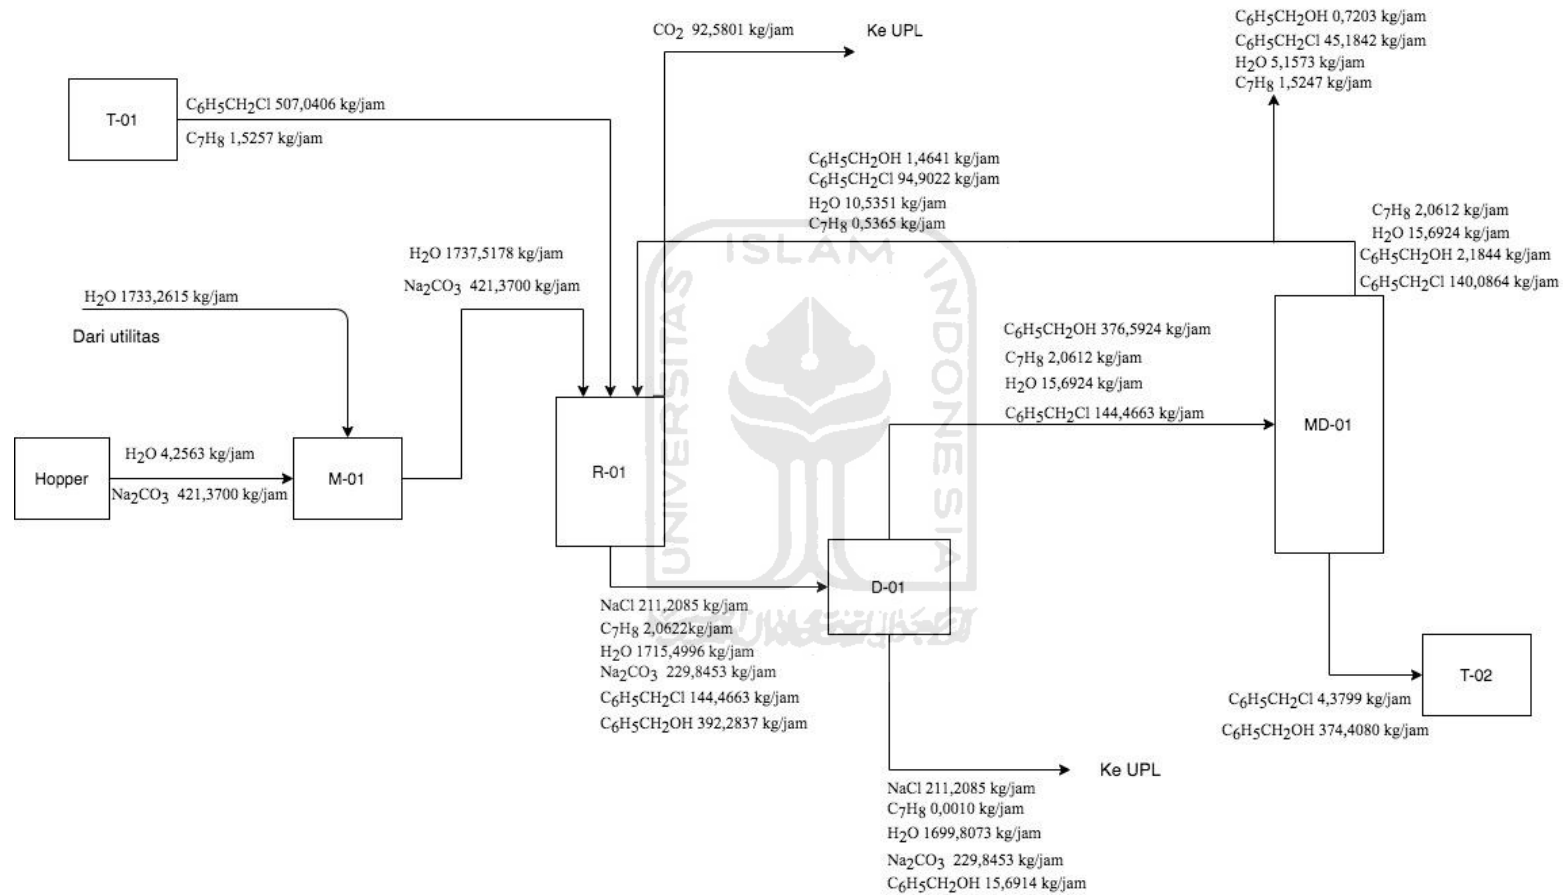 CO2 92,5801 kg/jam
Ke UPL
C6H5CH2OH 0,7203 kg/jam
C6H5CH2Cl 45,1842 kg/jam
H2O 5,1573 kg/jam
C7H8 1,5247 kg/jam
T-01
C6H5CH2Cl 507,0406 kg/jam
C7H8 1,5257 kg/jam
C6H5CH2OH 1,4641 kg/jam
C6H5CH2Cl 94,9022 kg/jam
H2O 10,5351 kg/jam
C7H8 0,5365 kg/jam
C7H8 2,0612 kg/jam
H2O 15,6924 kg/jam
C6H5CH2OH 2,1844 kg/jam
C6H5CH2Cl 140,0864 kg/jam
H2O 1737,5178 kg/jam
Na2CO3 421,3700 kg/jam
H2O 1733,2615 kg/jam
Dari utilitas
C6H5CH2OH 376,5924 kg/jam
C7H8 2,0612 kg/jam
H2O 15,6924 kg/jam
C6H5CH2Cl 144,4663 kg/jam
MD-01
Hopper
H2O 4,2563 kg/jam
Na2CO3 421,3700 kg/jam
M-01
R-01
D-01
NaCl 211,2085 kg/jam
C7H8 2,0622kg/jam
H2O 1715,4996 kg/jam
Na2CO3 229,8453 kg/jam
C6H5CH2Cl 144,4663 kg/jam
C6H5CH2OH 392,2837 kg/jam
T-02
C6H5CH2Cl 4,3799 kg/jam
C6H5CH2OH 374,4080 kg/jam
Ke UPL
NaCl 211,2085 kg/jam
C7H8 0,0010 kg/jam
H2O 1699,8073 kg/jam
Na2CO3 229,8453 kg/jam
C6H5CH2OH 15,6914 kg/jam
UNIVERSITAS
ISLAM
INDONESIA